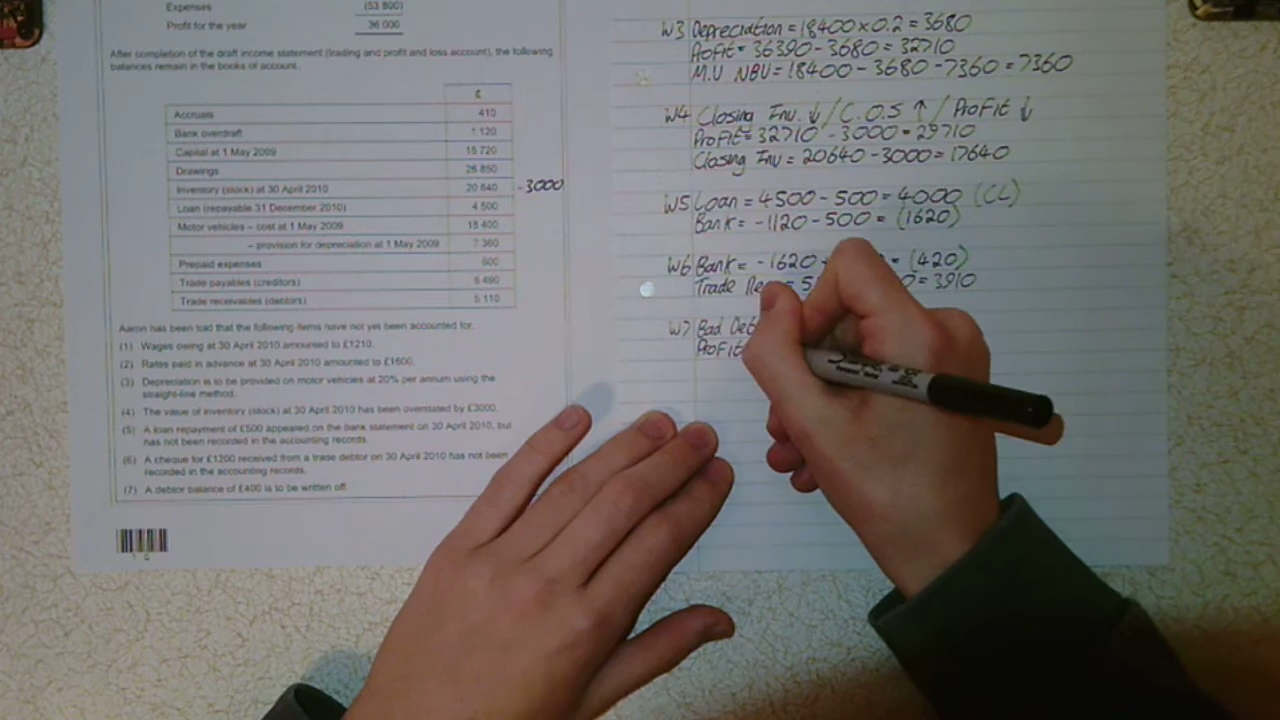 Expenses (53 800)
Profit for the year 36 000
After completion of the draft income statement (trading and profit and loss account), the following
balances remain in the books of account.
£
Accruals 410
Bank overdraft 1 120
Capital at 1 May 2009 15 720
Drawings 26 850
Inventory (stock) at 30 April 2010 20 640 -3000
Loan (repayable 31 December 2010) 4 500
Motor vehicles – cost at 1 May 2009 18 400
– provision for depreciation at 1 May 2009 7 360
Prepaid expenses 600
Trade payables (creditors) 6 490
Trade receivables (debtors) 5 110
Aaron has been told that the following items have not yet been accounted for.
(1) Wages owing at 30 April 2010 amounted to £1210.
(2) Rates paid in advance at 30 April 2010 amounted to £1600.
(3) Depreciation is to be provided on motor vehicles at 20% per annum using the
straight-line method.
(4) The value of inventory (stock) at 30 April 2010 has been overstated by £3000.
(5) A loan repayment of £500 appeared on the bank statement on 30 April 2010, but
has not been recorded in the accounting records.
(6) A cheque for £1200 received from a trade debtor on 30 April 2010 has not been
recorded in the accounting records.
(7) A debtor balance of £400 is to be written off.
W3 Depreciation = 18400 x 0.2 = 3680
Profit = 36390 - 3680 = 32710
M.V NBV = 18400 - 3680 - 7360 = 7360
W4 Closing Inv. ↓ / C.O.S ↑ / Profit ↓
Profit = 32710 - 3000 = 29710
Closing Inv = 20640 - 3000 = 17640
W5 Loan = 4500 - 500 = 4000 (CL)
Bank = -1120 - 500 = (1620)
W6 Bank = -1620 = (420)
Trade = 3910
W7 Bad
Profit